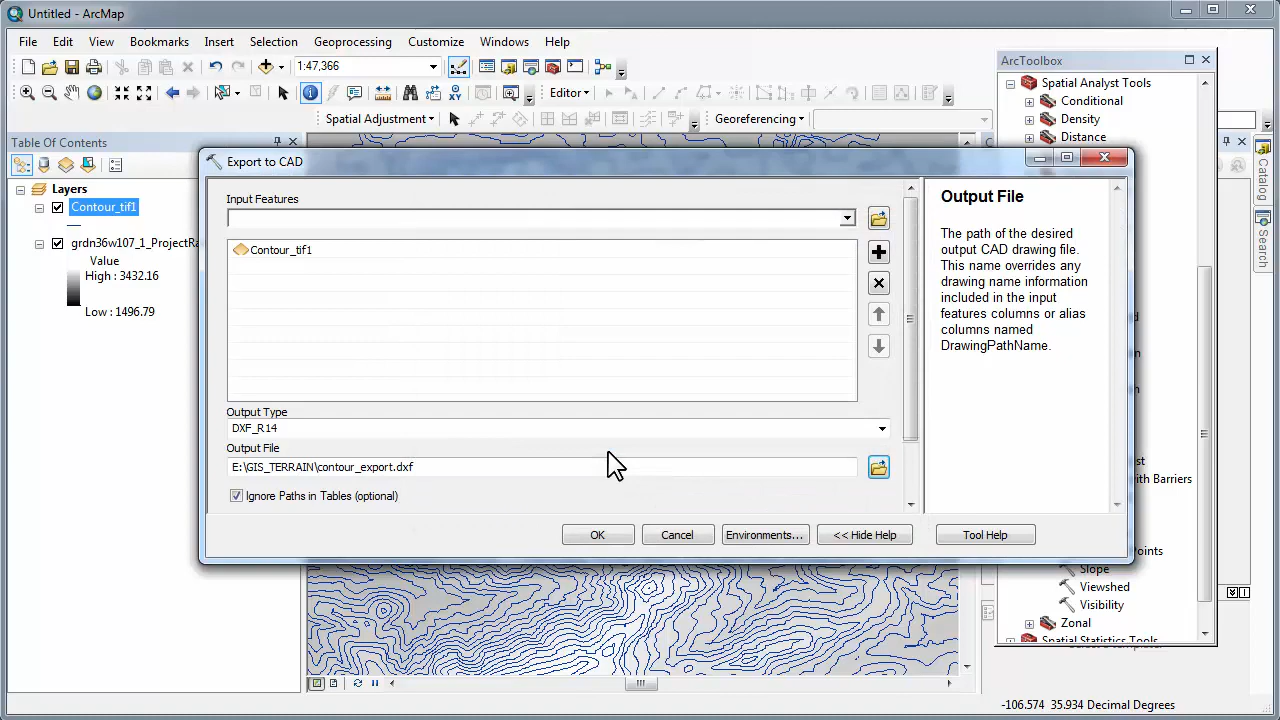 Untitled - ArcMap
File Edit View Bookmarks Insert Selection Geoprocessing Customize Windows Help
1:47,366
Editor
Spatial Adjustment
Georeferencing
ArcToolbox
Spatial Analyst Tools
Conditional
Density
Distance
Table Of Contents
Layers
Contour_tif1
grdn36w107_1_ProjectRa
Value
High : 3432.16
Low : 1496.79
Export to CAD
Input Features
Contour_tif1
Output Type
DXF_R14
Output File
E:\GIS_TERRAIN\contour_export.dxf
Ignore Paths in Tables (optional)
OK Cancel Environments... << Hide Help Tool Help
Output File
The path of the desired
output CAD drawing file.
This name overrides any
drawing name information
included in the input
features columns or alias
columns named
DrawingPathName.
with Barriers
Points
Slope
Viewshed
Visibility
Zonal
Spatial Statistics Tools
Catalog
Search
-106.574 35.934 Decimal Degrees